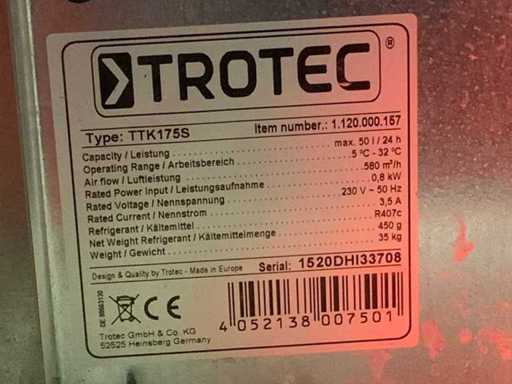 TROTEC ®
Type: TTK175S Item number.: 1.120.000.157
Capacity / Leistung max. 50 l / 24 h
Operating Range / Arbeitsbereich 5 °C - 32 °C
Air flow / Luftleistung 580 m³/h
Rated Power Input / Leistungsaufnahme 0,8 kW
Rated Voltage / Nennspannung 230 V ~ 50 Hz
Rated Current / Nennstrom 3,5 A
Refrigerant / Kältemittel R407c
Net Weight Refrigerant / Kältemittelmenge 450 g
Weight / Gewicht 35 kg
Design & Quality by Trotec - Made in Europe Serial: 1520DHI33708
CE
Trotec GmbH & Co. KG
52525 Heinsberg Germany
4 052138 007501